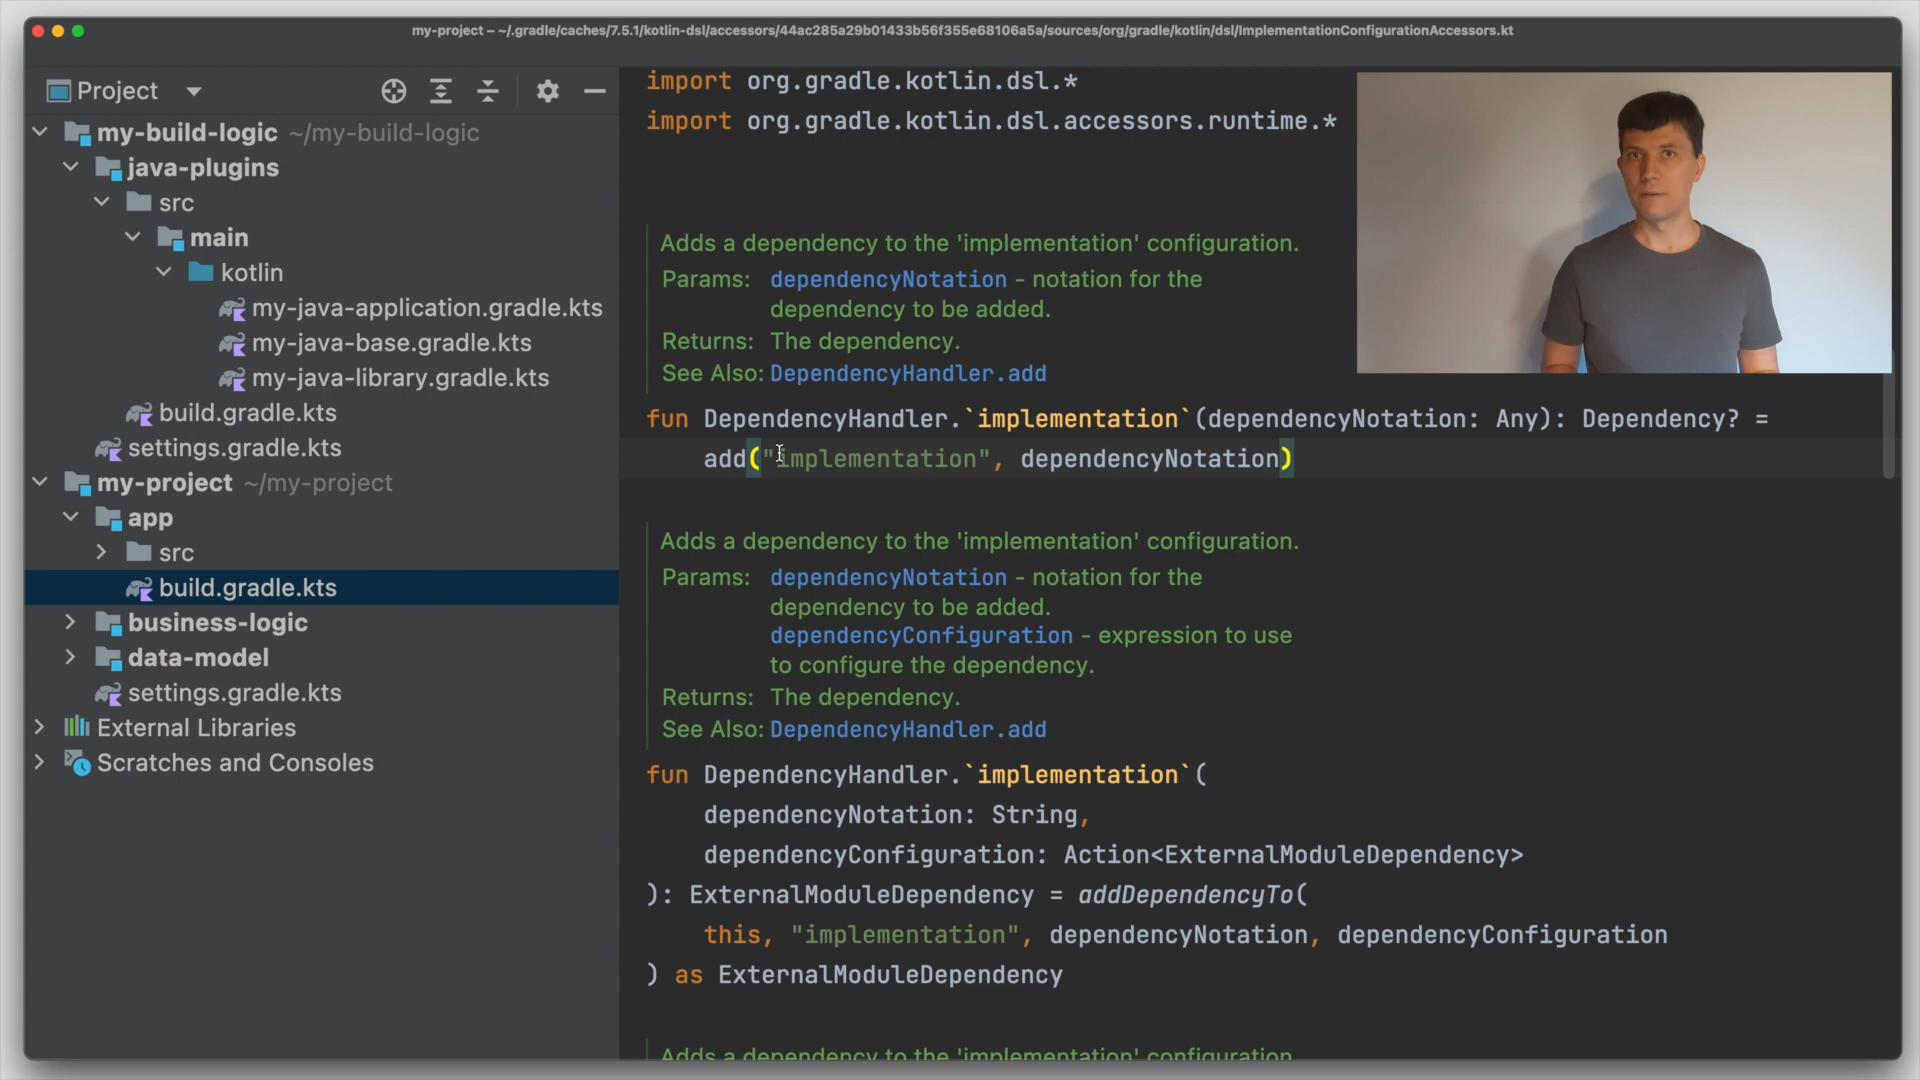 my-project – ~/.gradle/caches/7.5.1/kotlin-dsl/accessors/44ac285a29b01433b56f355e68106a5a/sources/org/gradle/kotlin/dsl/ImplementationConfigurationAccessors.kt
Project
my-build-logic ~/my-build-logic
java-plugins
src
main
kotlin
my-java-application.gradle.kts
my-java-base.gradle.kts
my-java-library.gradle.kts
build.gradle.kts
settings.gradle.kts
my-project ~/my-project
app
src
build.gradle.kts
business-logic
data-model
settings.gradle.kts
External Libraries
Scratches and Consoles
import org.gradle.kotlin.dsl.*
import org.gradle.kotlin.dsl.accessors.runtime.*
Adds a dependency to the 'implementation' configuration.
Params: dependencyNotation - notation for the
dependency to be added.
Returns: The dependency.
See Also: DependencyHandler.add
fun DependencyHandler.`implementation`(dependencyNotation: Any): Dependency? =
add("implementation", dependencyNotation)
Adds a dependency to the 'implementation' configuration.
Params: dependencyNotation - notation for the
dependency to be added.
dependencyConfiguration - expression to use
to configure the dependency.
Returns: The dependency.
See Also: DependencyHandler.add
fun DependencyHandler.`implementation`(
dependencyNotation: String,
dependencyConfiguration: Action<ExternalModuleDependency>
): ExternalModuleDependency = addDependencyTo(
this, "implementation", dependencyNotation, dependencyConfiguration
) as ExternalModuleDependency
Adds a dependency to the 'implementation' configuration.